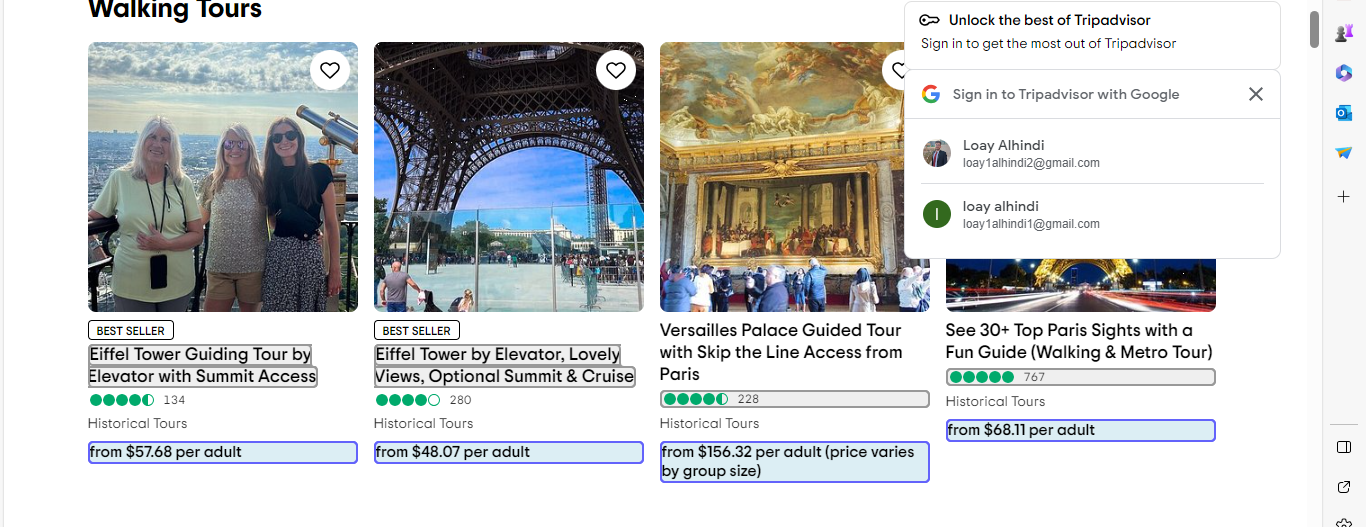 Walking Tours
Unlock the best of Tripadvisor
Sign in to get the most out of Tripadvisor
Sign in to Tripadvisor with Google
Loay Alhindi
loay1alhindi2@gmail.com
l
loay alhindi
loay1alhindi1@gmail.com
BEST SELLER
Eiffel Tower Guiding Tour by
Elevator with Summit Access
134
Historical Tours
from $57.68 per adult
BEST SELLER
Eiffel Tower by Elevator, Lovely
Views, Optional Summit & Cruise
280
Historical Tours
from $48.07 per adult
Versailles Palace Guided Tour
with Skip the Line Access from
Paris
228
Historical Tours
from $156.32 per adult (price varies
by group size)
See 30+ Top Paris Sights with a
Fun Guide (Walking & Metro Tour)
767
Historical Tours
from $68.11 per adult